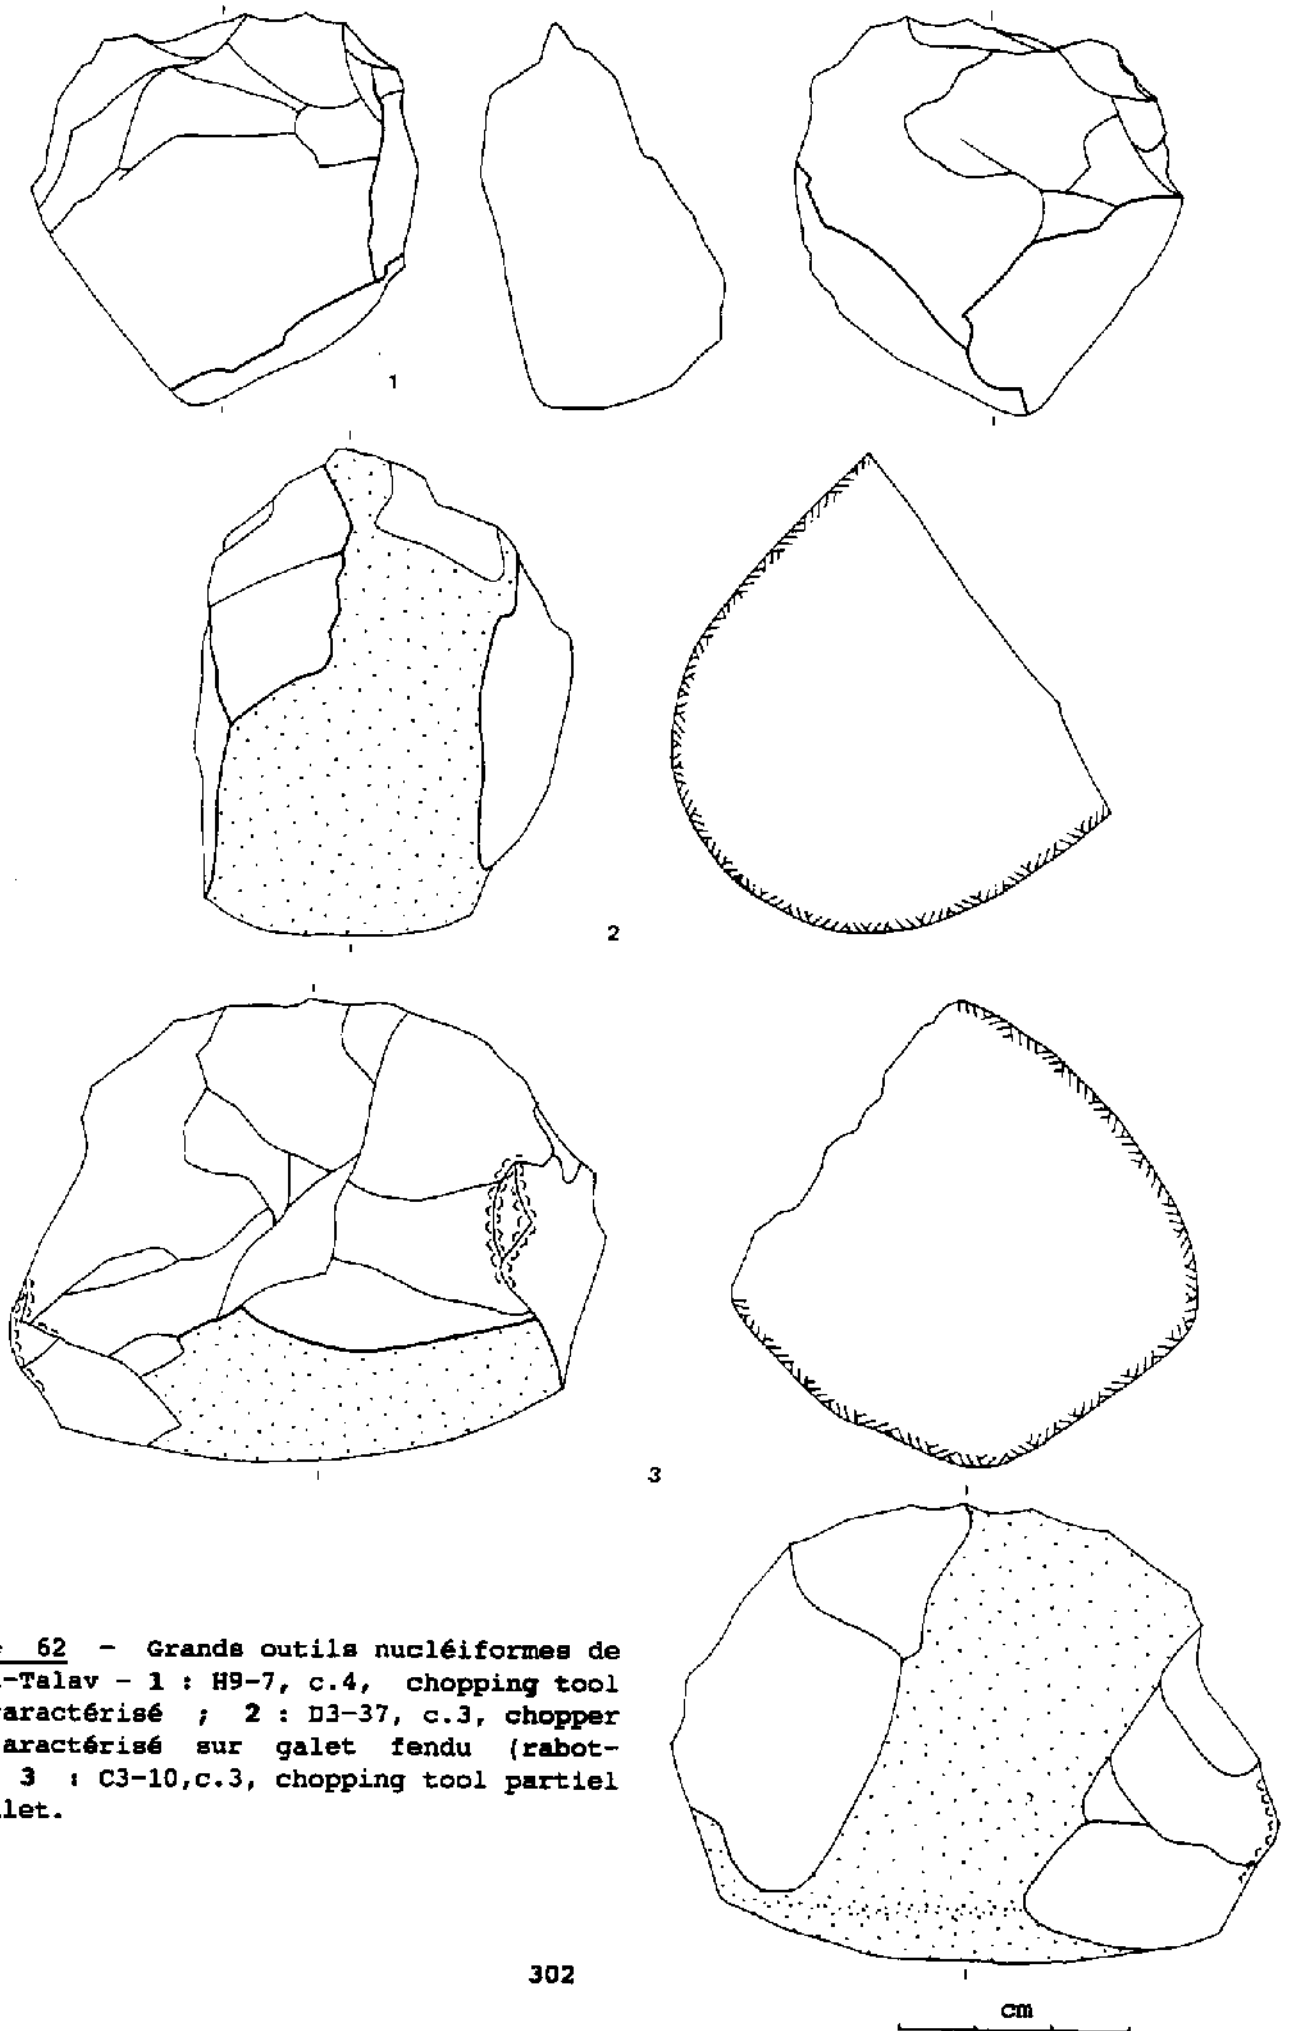 1
2
3
62 – Grands outils nucléiformes de
-Talav – 1 : H9-7, c.4, chopping tool
aractérisé ; 2 : D3-37, c.3, chopper
aractérisé sur galet fendu (rabot-
3 : C3-10,c.3, chopping tool partiel
let.
302
cm